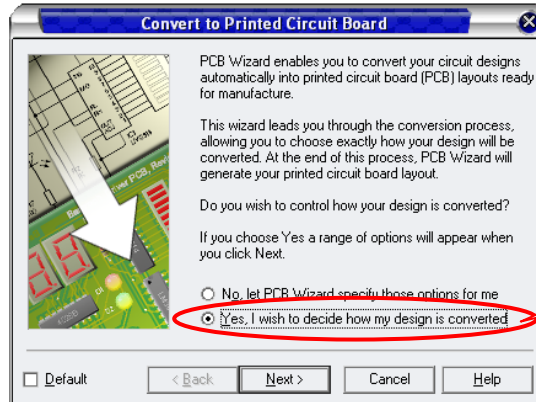 Convert to Printed Circuit Board
PCB Wizard enables you to convert your circuit designs
automatically into printed circuit board (PCB) layouts ready
for manufacture.
This wizard leads you through the conversion process,
allowing you to choose exactly how your design will be
converted. At the end of this process, PCB Wizard will
generate your printed circuit board layout.
Do you wish to control how your design is converted?
If you choose Yes a range of options will appear when
you click Next.
No, let PCB Wizard specify those options for me
Yes, I wish to decide how my design is converted
Default
< Back
Next >
Cancel
Help